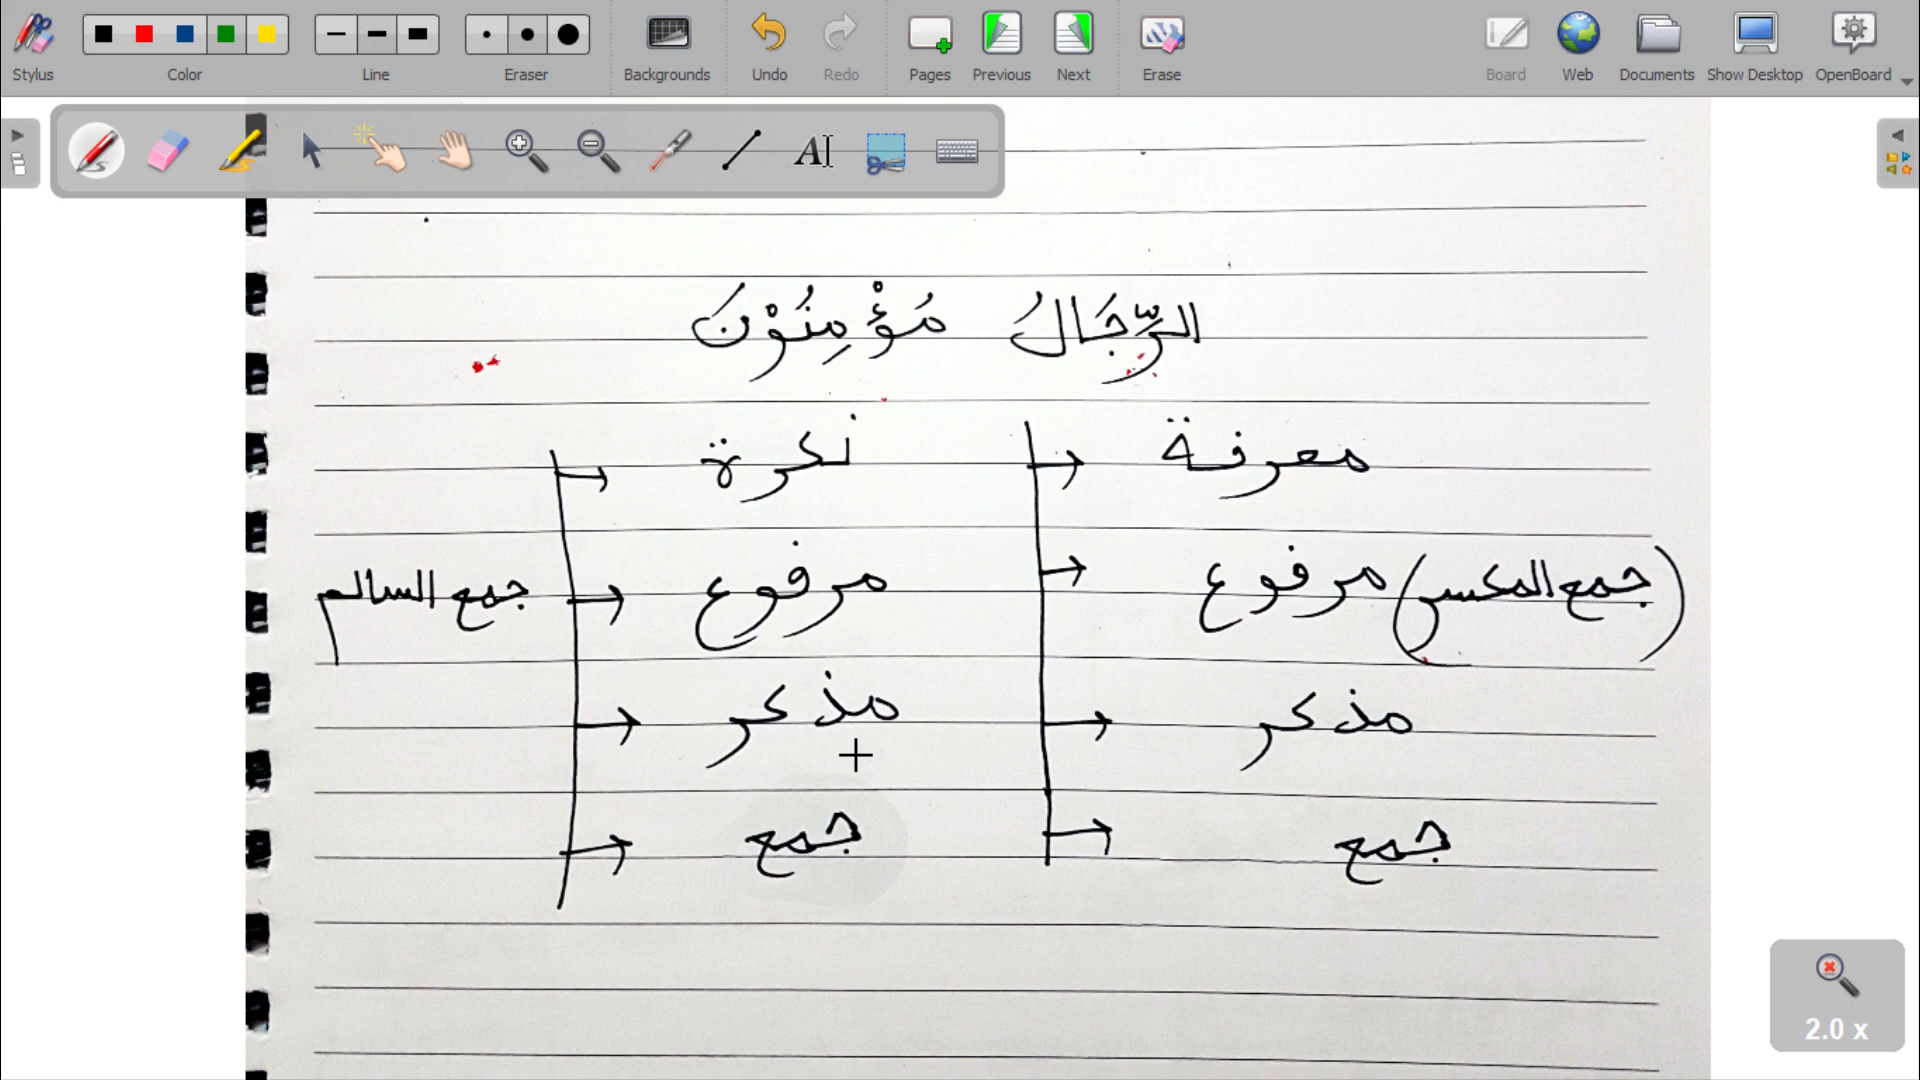 Stylus Color Line Eraser Backgrounds Undo Redo Pages Previous Next Erase Board Web Documents Show Desktop OpenBoard
AI
الرِّجَالُ مُؤْمِنُوْنَ
معرفة نكرة
(جمع المكسر) مرفوع مرفوع جمع السالم
مذكر مذكر
جمع جمع
2.0 x